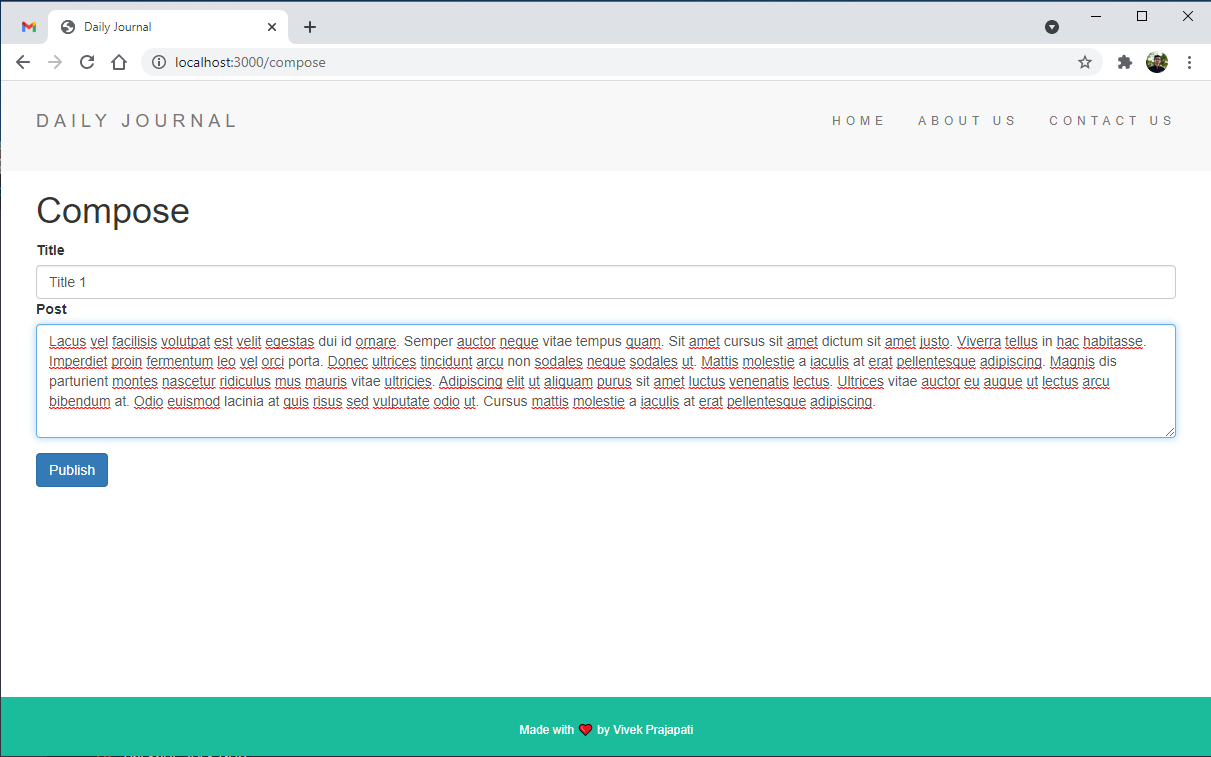 Daily Journal
localhost:3000/compose
DAILY JOURNAL
HOME ABOUT US CONTACT US
Compose
Title
Title 1
Post
Lacus vel facilisis volutpat est velit egestas dui id ornare. Semper auctor neque vitae tempus quam. Sit amet cursus sit amet dictum sit amet justo. Viverra tellus in hac habitasse.
Imperdiet proin fermentum leo vel orci porta. Donec ultrices tincidunt arcu non sodales neque sodales ut. Mattis molestie a iaculis at erat pellentesque adipiscing. Magnis dis
parturient montes nascetur ridiculus mus mauris vitae ultricies. Adipiscing elit ut aliquam purus sit amet luctus venenatis lectus. Ultrices vitae auctor eu augue ut lectus arcu
bibendum at. Odio euismod lacinia at quis risus sed vulputate odio ut. Cursus mattis molestie a iaculis at erat pellentesque adipiscing.
Publish
Made with ❤ by Vivek Prajapati